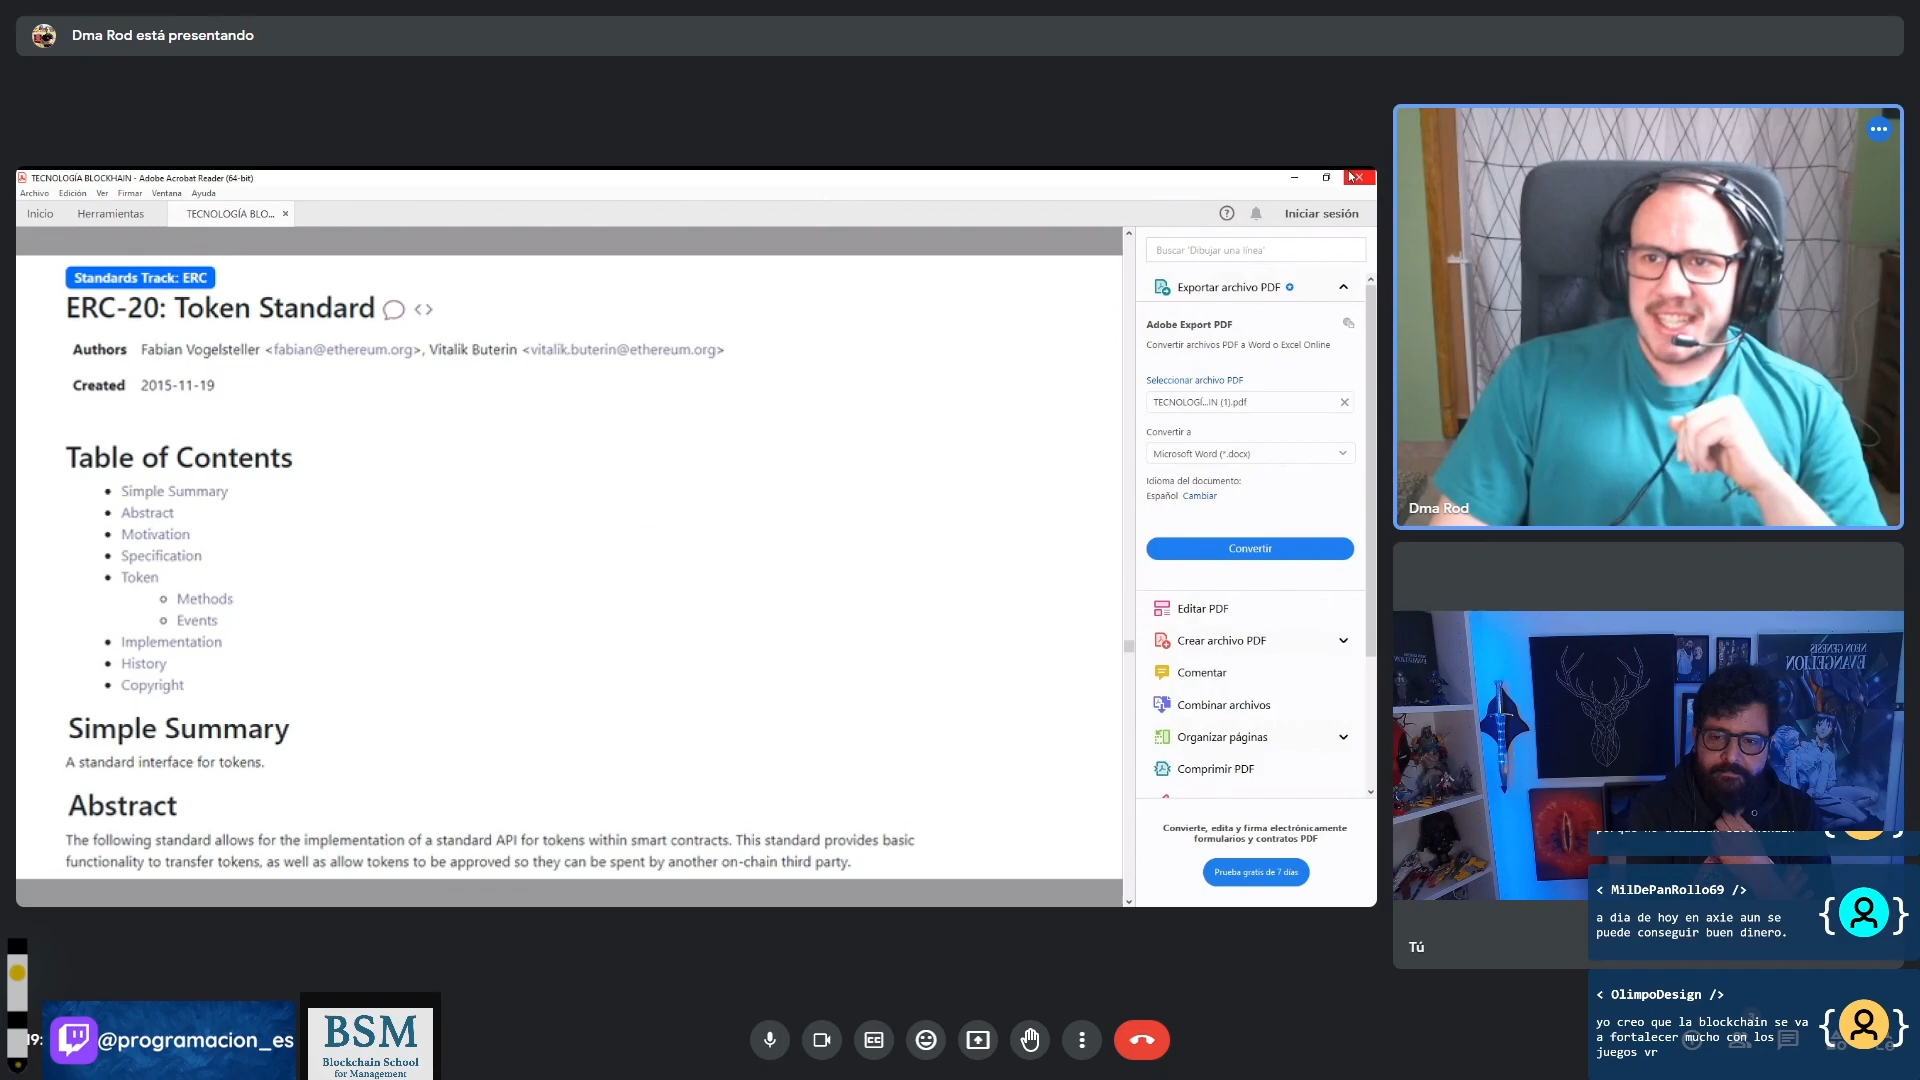 Dma Rod está presentando
TECNOLOGÍA BLOCKHAIN - Adobe Acrobat Reader (64-bit)
Archivo Edición Ver Firmar Ventana Ayuda
Inicio Herramientas TECNOLOGÍA BLO... × Iniciar sesión
Standards Track: ERC
ERC-20: Token Standard
Authors Fabian Vogelsteller <fabian@ethereum.org>, Vitalik Buterin <vitalik.buterin@ethereum.org>
Created 2015-11-19
Table of Contents
Simple Summary
Abstract
Motivation
Specification
Token
Methods
Events
Implementation
History
Copyright
Simple Summary
A standard interface for tokens.
Abstract
The following standard allows for the implementation of a standard API for tokens within smart contracts. This standard provides basic
functionality to transfer tokens, as well as allow tokens to be approved so they can be spent by another on-chain third party.
Buscar 'Dibujar una línea'
Exportar archivo PDF
Adobe Export PDF
Convertir archivos PDF a Word o Excel Online
Seleccionar archivo PDF
TECNOLOGÍ...IN (1).pdf
Convertir a
Microsoft Word (*.docx)
Idioma del documento:
Español Cambiar
Convertir
Editar PDF
Crear archivo PDF
Comentar
Combinar archivos
Organizar páginas
Comprimir PDF
Convierte, edita y firma electrónicamente
formularios y contratos PDF
Prueba gratis de 7 días
Dma Rod
NEON GENESIS
EVANGELION
Tú
< MilDePanRollo69 />
a dia de hoy en axie aun se
puede conseguir buen dinero.
< OlimpoDesign />
yo creo que la blockchain se va
a fortalecer mucho con los
juegos vr
19:
@programacion_es
BSM
Blockchain School
for Management